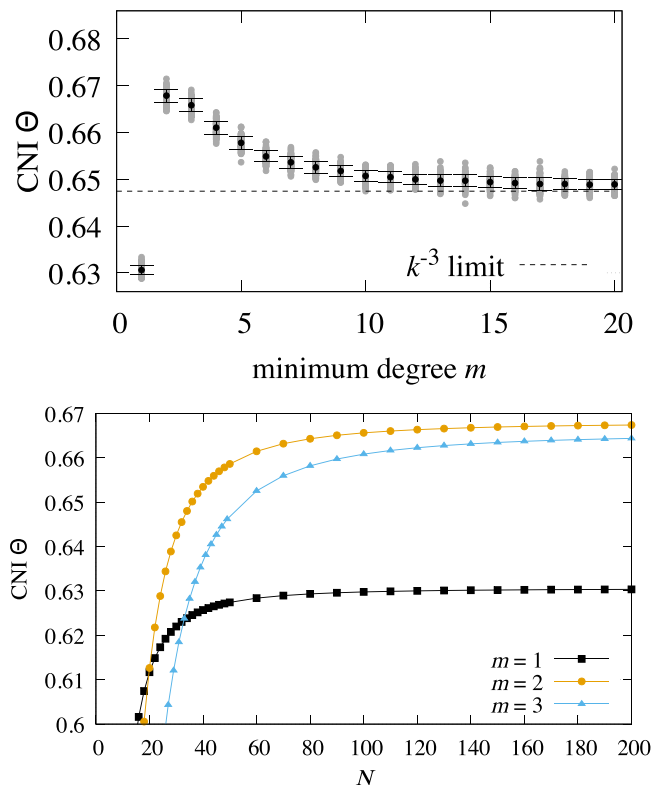 0.68
0.67
0.66
0.65
0.64
0.63
CNI Θ
k⁻³ limit
0 5 10 15 20
minimum degree m
0.67
0.66
0.65
0.64
0.63
0.62
0.61
0.6
CNI Θ
m = 1
m = 2
m = 3
0 20 40 60 80 100 120 140 160 180 200
N